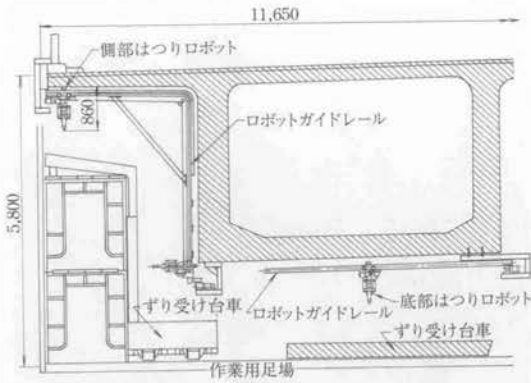 11,650
側部はつりロボット
860
ロボットガイドレール
5,800
ずり受け台車
ロボットガイドレール
底部はつりロボット
ずり受け台車
作業用足場